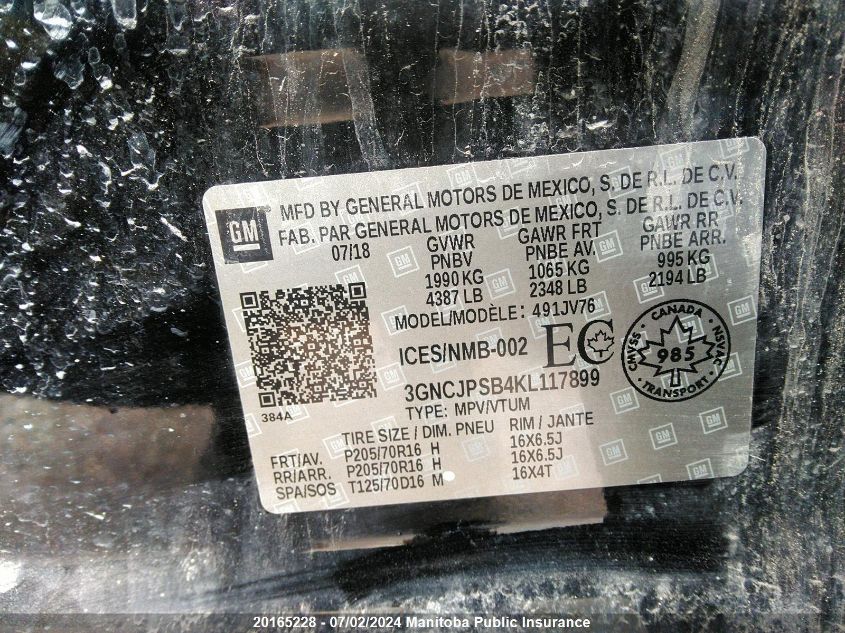 GM
MFD BY GENERAL MOTORS DE MEXICO, S. DE R.L. DE C.V.
FAB. PAR GENERAL MOTORS DE MEXICO, S. DE R.L. DE C.V.
07/18 GVWR GAWR FRT GAWR RR
PNBV PNBE AV. PNBE ARR.
1990 KG 1065 KG 995 KG
4387 LB 2348 LB 2194 LB
MODEL/MODÈLE: 491JV76
ICES/NMB-002 EC
CANADA
CMVSS 985 NSVAC
TRANSPORT
3GNCJPSB4KL117899
384A TYPE: MPV/VTUM
TIRE SIZE / DIM. PNEU RIM / JANTE
FRT/AV. P205/70R16 H 16X6.5J
RR/ARR. P205/70R16 H 16X6.5J
SPA/SOS T125/70D16 M 16X4T
20165228 - 07/02/2024 - Manitoba Public Insurance